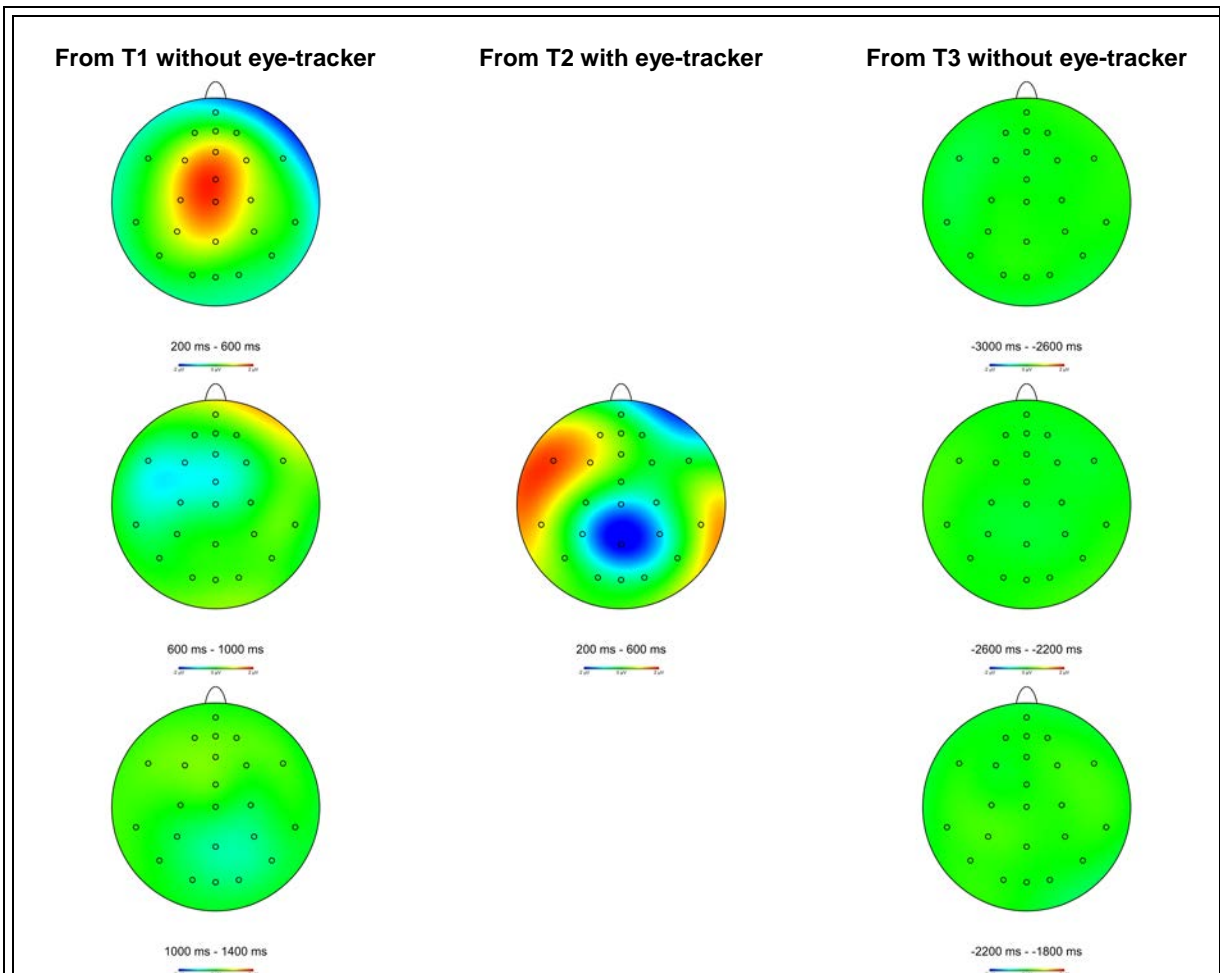 From T1 without eye-tracker From T2 with eye-tracker From T3 without eye-tracker
200 ms - 600 ms -3000 ms - -2600 ms
600 ms - 1000 ms 200 ms - 600 ms -2600 ms - -2200 ms
1000 ms - 1400 ms -2200 ms - -1800 ms